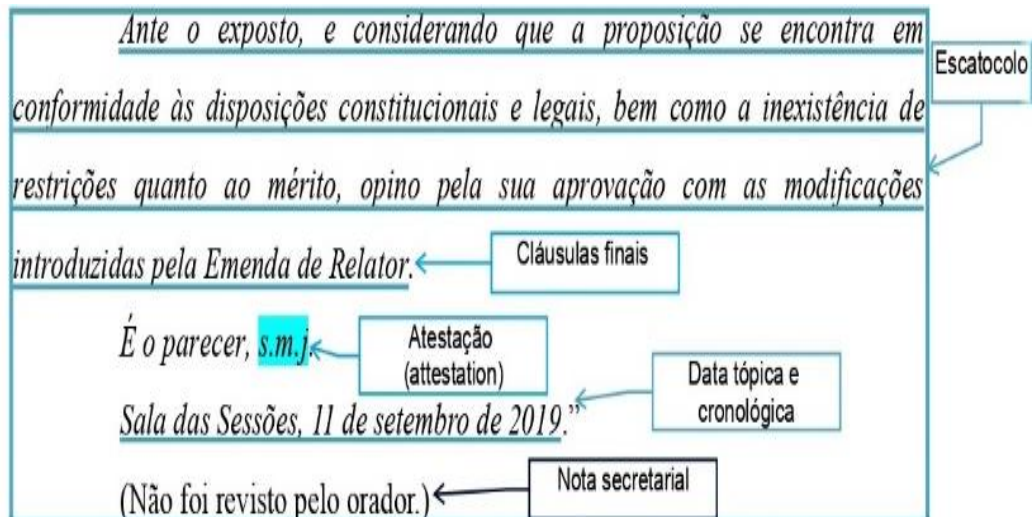 Ante o exposto, e considerando que a proposição se encontra em
Escatocolo
conformidade às disposições constitucionais e legais, bem como a inexistência de
restrições quanto ao mérito, opino pela sua aprovação com as modificações
introduzidas pela Emenda de Relator.
Cláusulas finais
É o parecer, s.m.j.
Atestação
(attestation)
Data tópica e
cronológica
Sala das Sessões, 11 de setembro de 2019.”
(Não foi revisto pelo orador.)
Nota secretarial